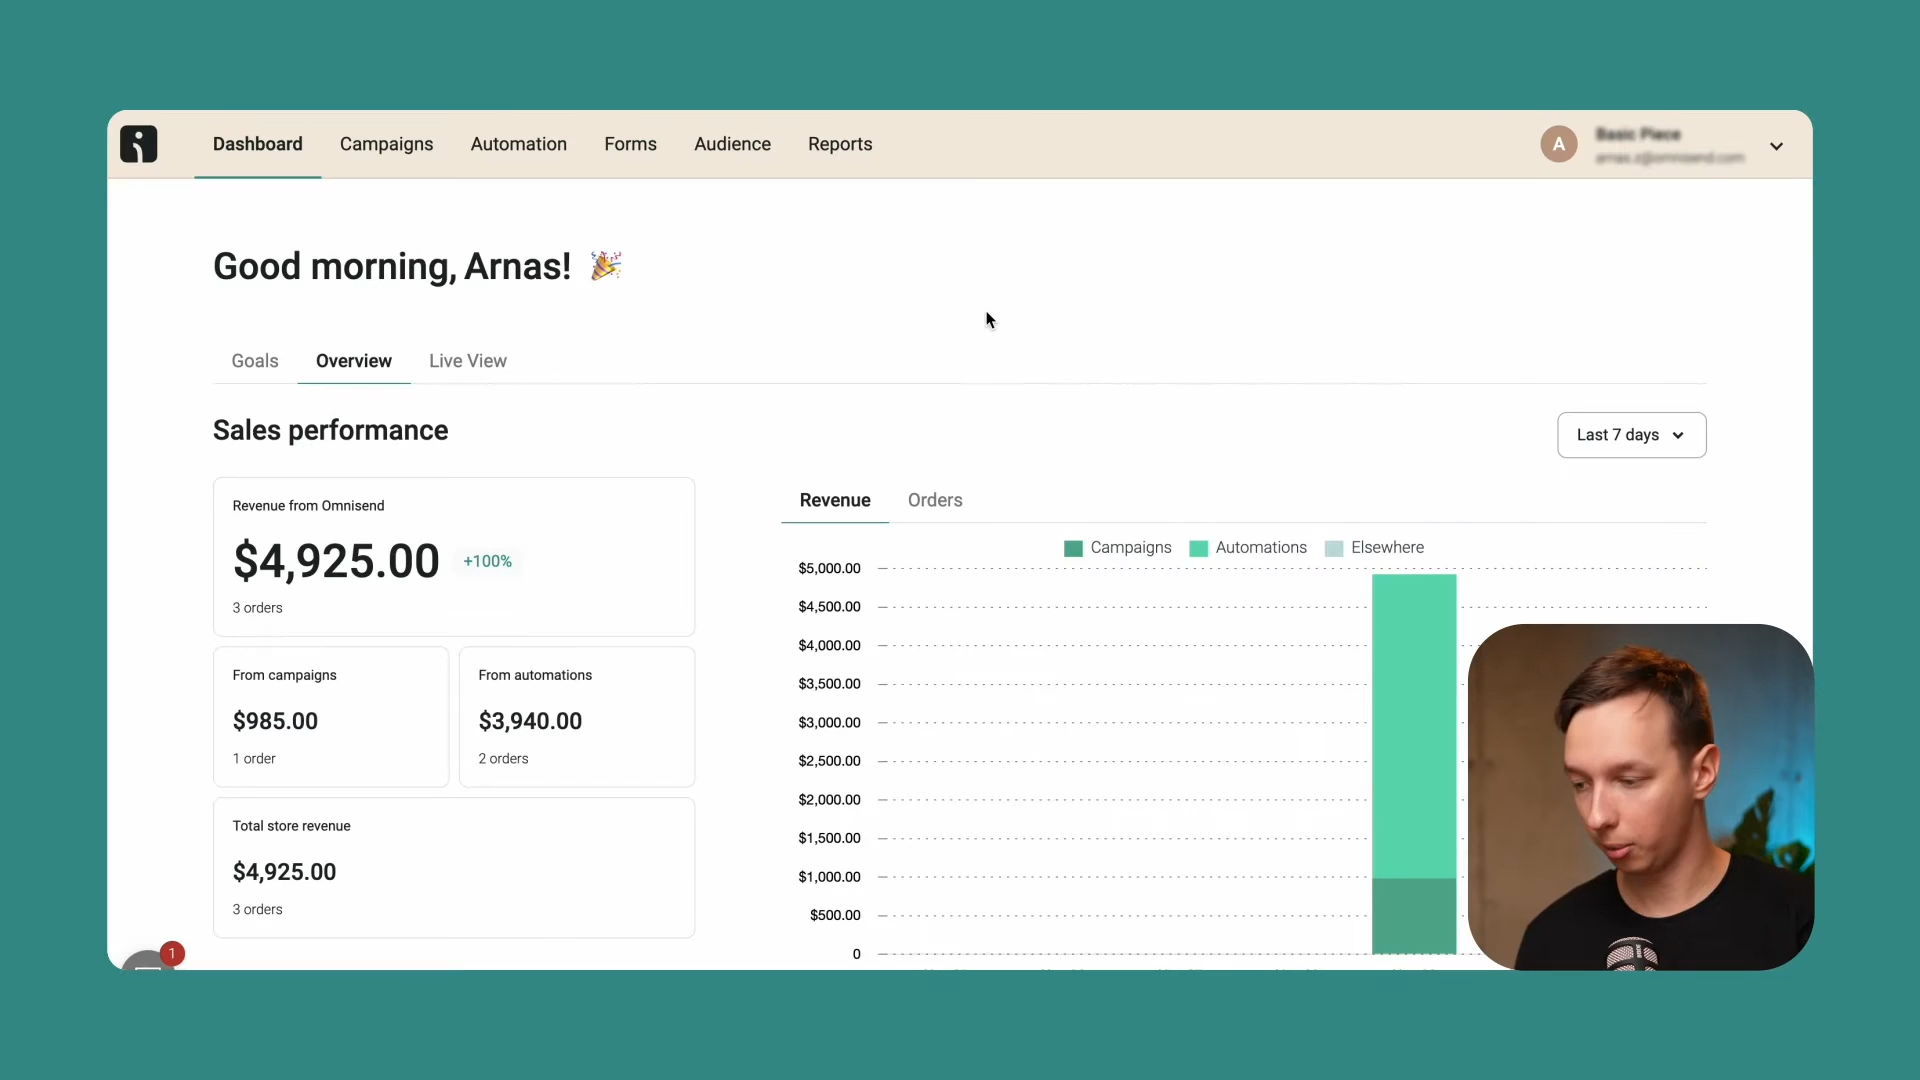 Dashboard
Campaigns
Automation
Forms
Audience
Reports
A
Good morning, Arnas!
Goals
Overview
Live View
Sales performance
Last 7 days
Revenue from Omnisend
$4,925.00 +100%
3 orders
From campaigns
$985.00
1 order
From automations
$3,940.00
2 orders
Total store revenue
$4,925.00
3 orders
1
Revenue
Orders
Campaigns
Automations
Elsewhere
$5,000.00
$4,500.00
$4,000.00
$3,500.00
$3,000.00
$2,500.00
$2,000.00
$1,500.00
$1,000.00
$500.00
0